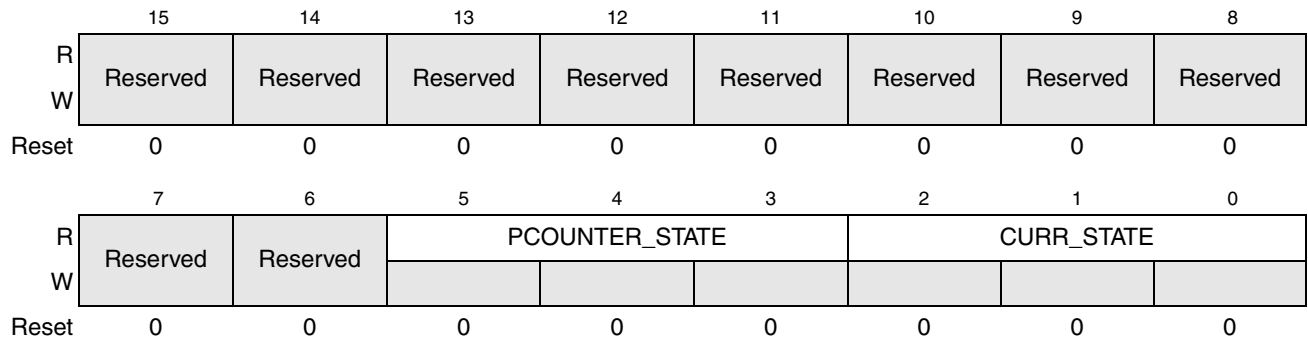 15 14 13 12 11 10 9 8
R
Reserved Reserved Reserved Reserved Reserved Reserved Reserved Reserved
W
Reset 0 0 0 0 0 0 0 0
7 6 5 4 3 2 1 0
R PCOUNTER_STATE CURR_STATE
Reserved Reserved
W
Reset 0 0 0 0 0 0 0 0